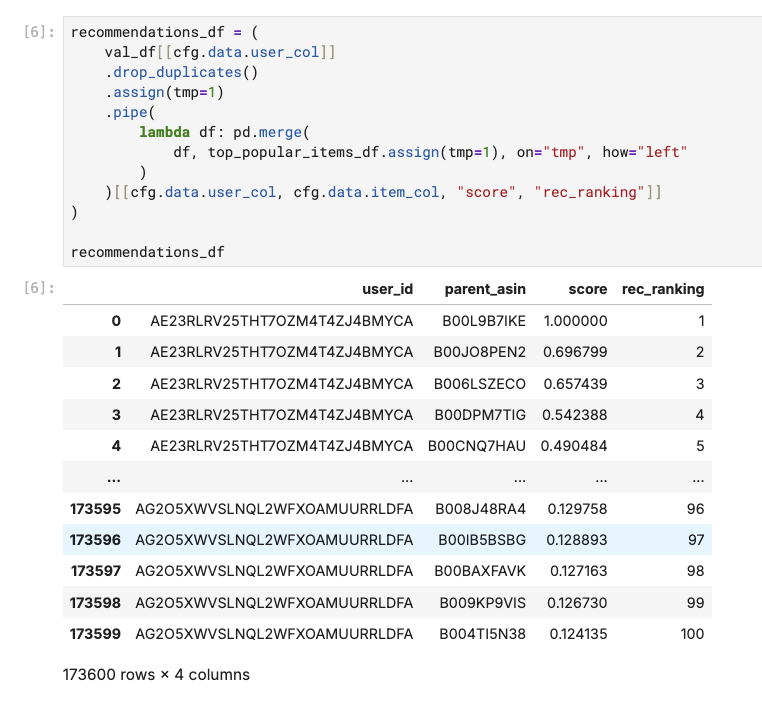 [6]: recommendations_df = (
    val_df[[cfg.data.user_col]]
    .drop_duplicates()
    .assign(tmp=1)
    .pipe(
        lambda df: pd.merge(
            df, top_popular_items_df.assign(tmp=1), on="tmp", how="left"
        )
    )[[cfg.data.user_col, cfg.data.item_col, "score", "rec_ranking"]]
)
recommendations_df
[6]: user_id parent_asin score rec_ranking
0 AE23RLRV25THT7OZM4T4ZJ4BMYCA B00L9B7IKE 1.000000 1
1 AE23RLRV25THT7OZM4T4ZJ4BMYCA B00JO8PEN2 0.696799 2
2 AE23RLRV25THT7OZM4T4ZJ4BMYCA B006LSZECO 0.657439 3
3 AE23RLRV25THT7OZM4T4ZJ4BMYCA B00DPM7TIG 0.542388 4
4 AE23RLRV25THT7OZM4T4ZJ4BMYCA B00CNQ7HAU 0.490484 5
... ... ... ... ...
173595 AG2O5XWVSLNQL2WFXOAMUURRLDFA B008J48RA4 0.129758 96
173596 AG2O5XWVSLNQL2WFXOAMUURRLDFA B00IB5BSBG 0.128893 97
173597 AG2O5XWVSLNQL2WFXOAMUURRLDFA B00BAXFAVK 0.127163 98
173598 AG2O5XWVSLNQL2WFXOAMUURRLDFA B009KP9VIS 0.126730 99
173599 AG2O5XWVSLNQL2WFXOAMUURRLDFA B004TI5N38 0.124135 100
173600 rows × 4 columns